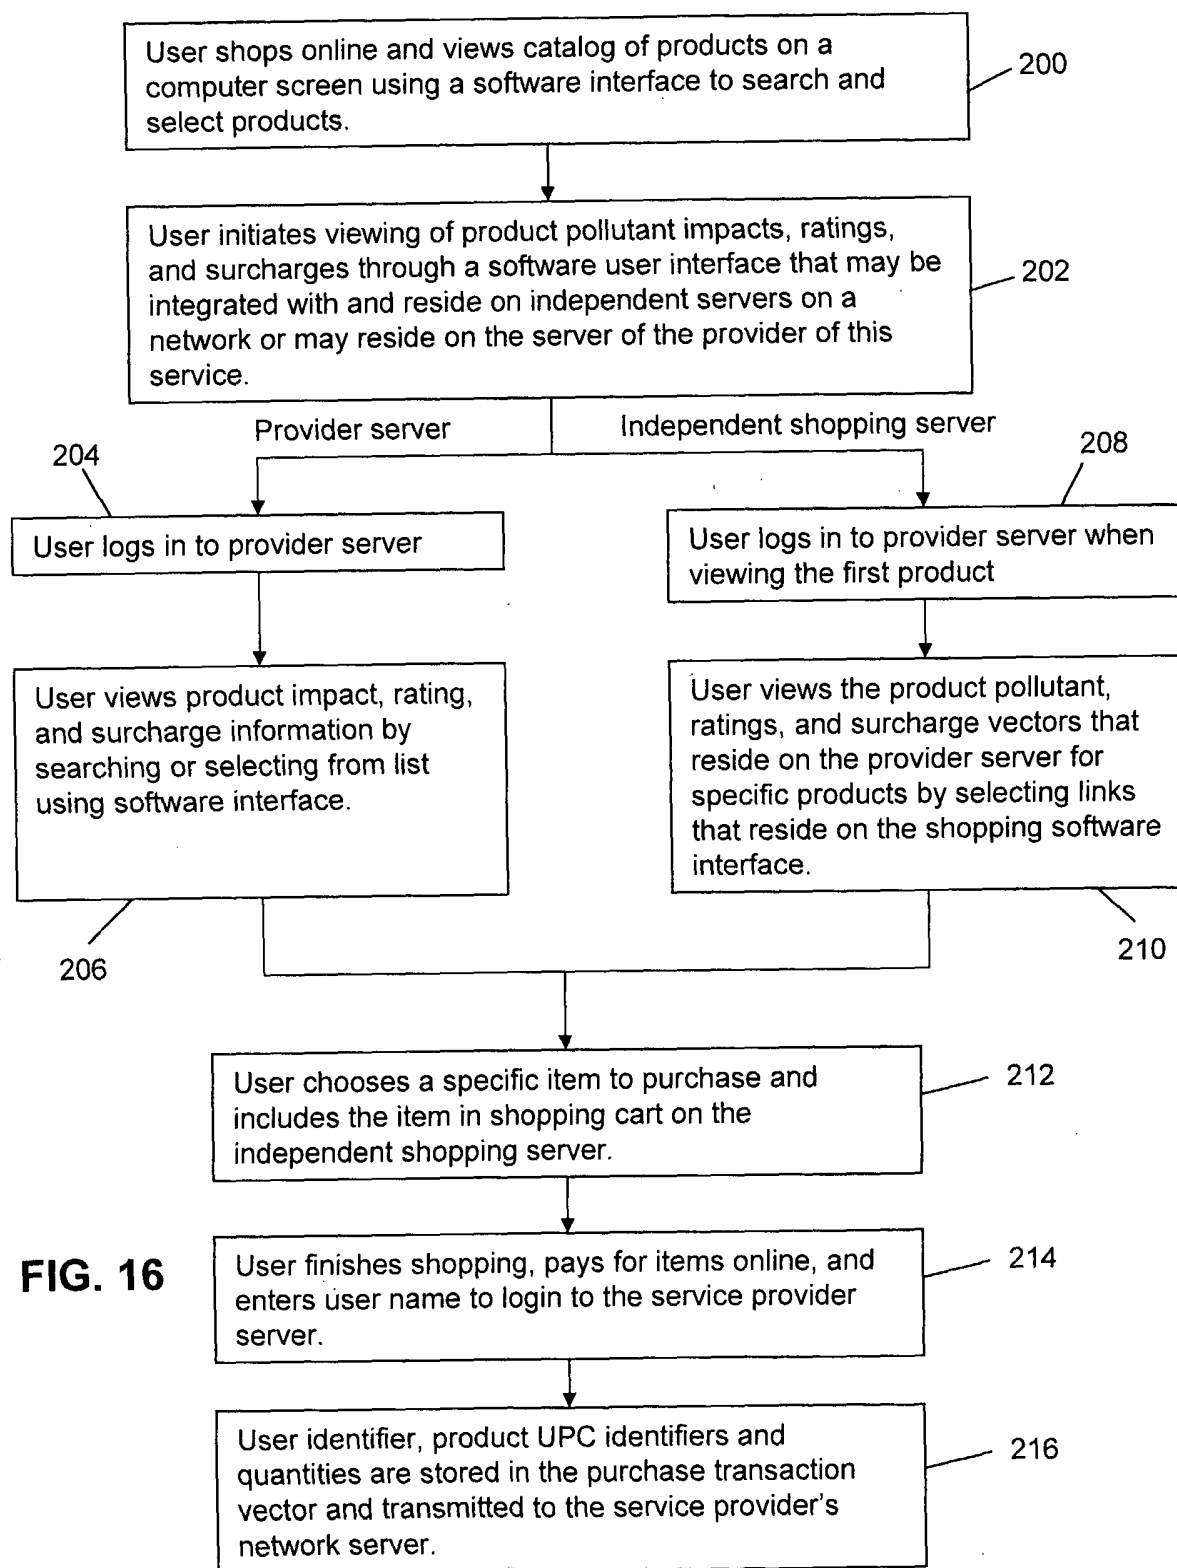 User shops online and views catalog of products on a
computer screen using a software interface to search and
select products.
200
User initiates viewing of product pollutant impacts, ratings,
and surcharges through a software user interface that may be
integrated with and reside on independent servers on a
network or may reside on the server of the provider of this
service.
202
Provider server
Independent shopping server
204
User logs in to provider server
208
User logs in to provider server when
viewing the first product
User views product impact, rating,
and surcharge information by
searching or selecting from list
using software interface.
206
User views the product pollutant,
ratings, and surcharge vectors that
reside on the provider server for
specific products by selecting links
that reside on the shopping software
interface.
210
User chooses a specific item to purchase and
includes the item in shopping cart on the
independent shopping server.
212
FIG. 16
User finishes shopping, pays for items online, and
enters user name to login to the service provider
server.
214
User identifier, product UPC identifiers and
quantities are stored in the purchase transaction
vector and transmitted to the service provider's
network server.
216